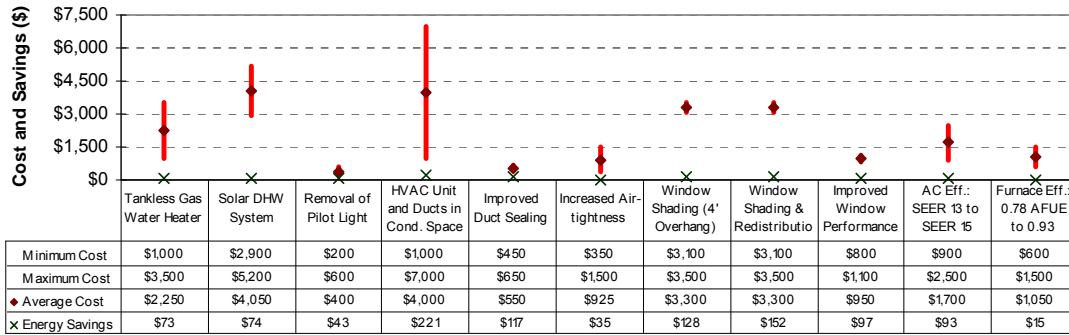 Cost and Savings ($)
$7,500
$6,000
$4,500
$3,000
$1,500
$0
Tankless Gas Water Heater
Solar DHW System
Removal of Pilot Light
HVAC Unit and Ducts in Cond. Space
Improved Duct Sealing
Increased Air-tightness
Window Shading (4' Overhang)
Window Shading & Redistributio
Improved Window Performance
AC Eff.: SEER 13 to SEER 15
Furnace Eff.: 0.78 AFUE to 0.93
Minimum Cost $1,000 $2,900 $200 $1,000 $450 $350 $3,100 $3,100 $800 $900 $600
Maximum Cost $3,500 $5,200 $600 $7,000 $650 $1,500 $3,500 $3,500 $1,100 $2,500 $1,500
Average Cost $2,250 $4,050 $400 $4,000 $550 $925 $3,300 $3,300 $950 $1,700 $1,050
Energy Savings $73 $74 $43 $221 $117 $35 $128 $152 $97 $93 $15